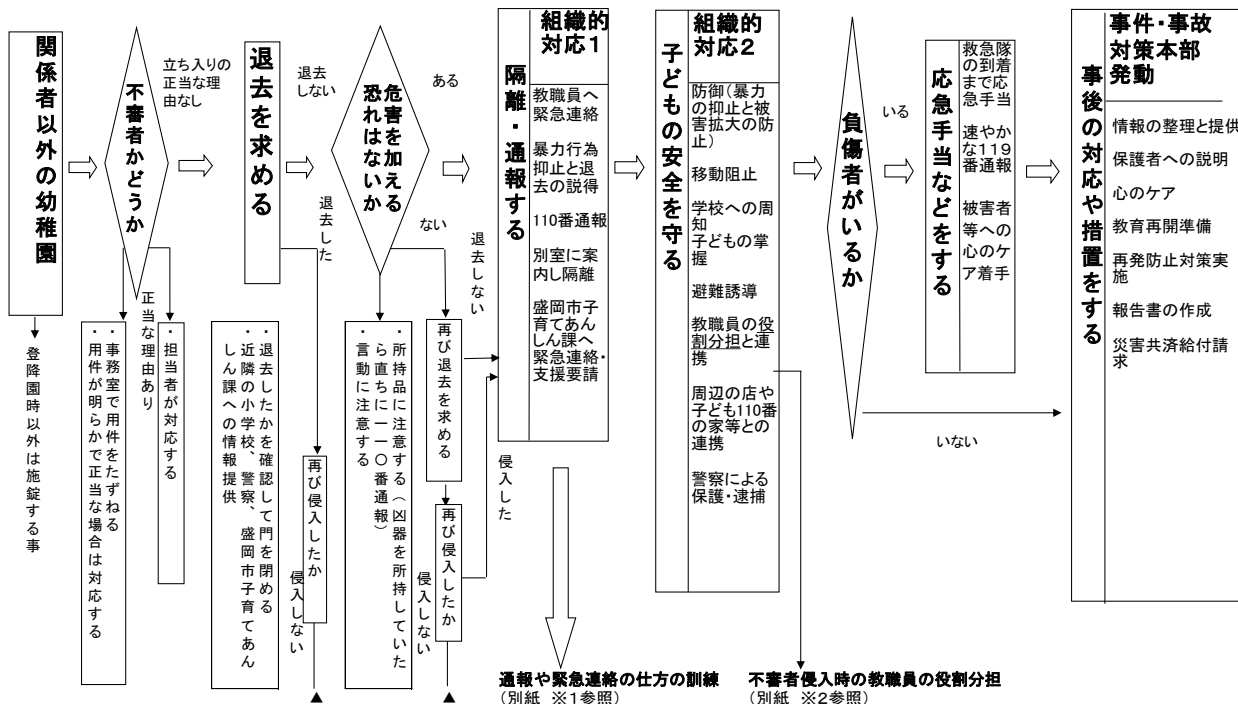 関係者以外の幼稚園
登降園時以外は施錠する事
不審者かどうか
立ち入りの
正当な理
由なし
正当な理由あり
・事務室で用件をたずねる
・用件が明らかで正当な場合は対応する
・担当者が対応する
退去を求める
退去
しない
退去した
・退去したかを確認して門を閉める
・近隣の小学校、警察、盛岡市子育てあん
しん課への情報提供
再び侵入したか
侵入しない
▲
危害を加える
恐れはないか
ある
ない
・所持品に注意する（凶器を所持していた
ら直ちに一一〇番通報）
・言動に注意する
退去しない
再び退去を求める
再び侵入したか
侵入した
侵入しない
▲
隔離・通報する
組織的
対応1
教職員へ
緊急連絡
暴力行為
抑止と退
去の説得
110番通報
別室に案
内し隔離
盛岡市子
育てあん
しん課へ
緊急連絡・
支援要請
通報や緊急連絡の仕方の訓練
（別紙 ※1参照）
子どもの安全を守る
組織的
対応2
防御（暴力
の抑止と被
害拡大の防
止）
移動阻止
学校への周
知
子どもの掌
握
避難誘導
教職員の役
割分担と連
携
周辺の店や
子ども110番
の家等との
連携
警察による
保護・逮捕
不審者侵入時の教職員の役割分担
（別紙 ※2参照）
負傷者がいるか
いる
いない
応急手当などをする
救急隊
の到着
まで応
急手当
速やか
な119
番通報
被害者
等への
心のケ
ア着手
事後の対応や措置をする
事件・事故
対策本部
発動
情報の整理と提供
保護者への説明
心のケア
教育再開準備
再発防止対策実
施
報告書の作成
災害共済給付請
求